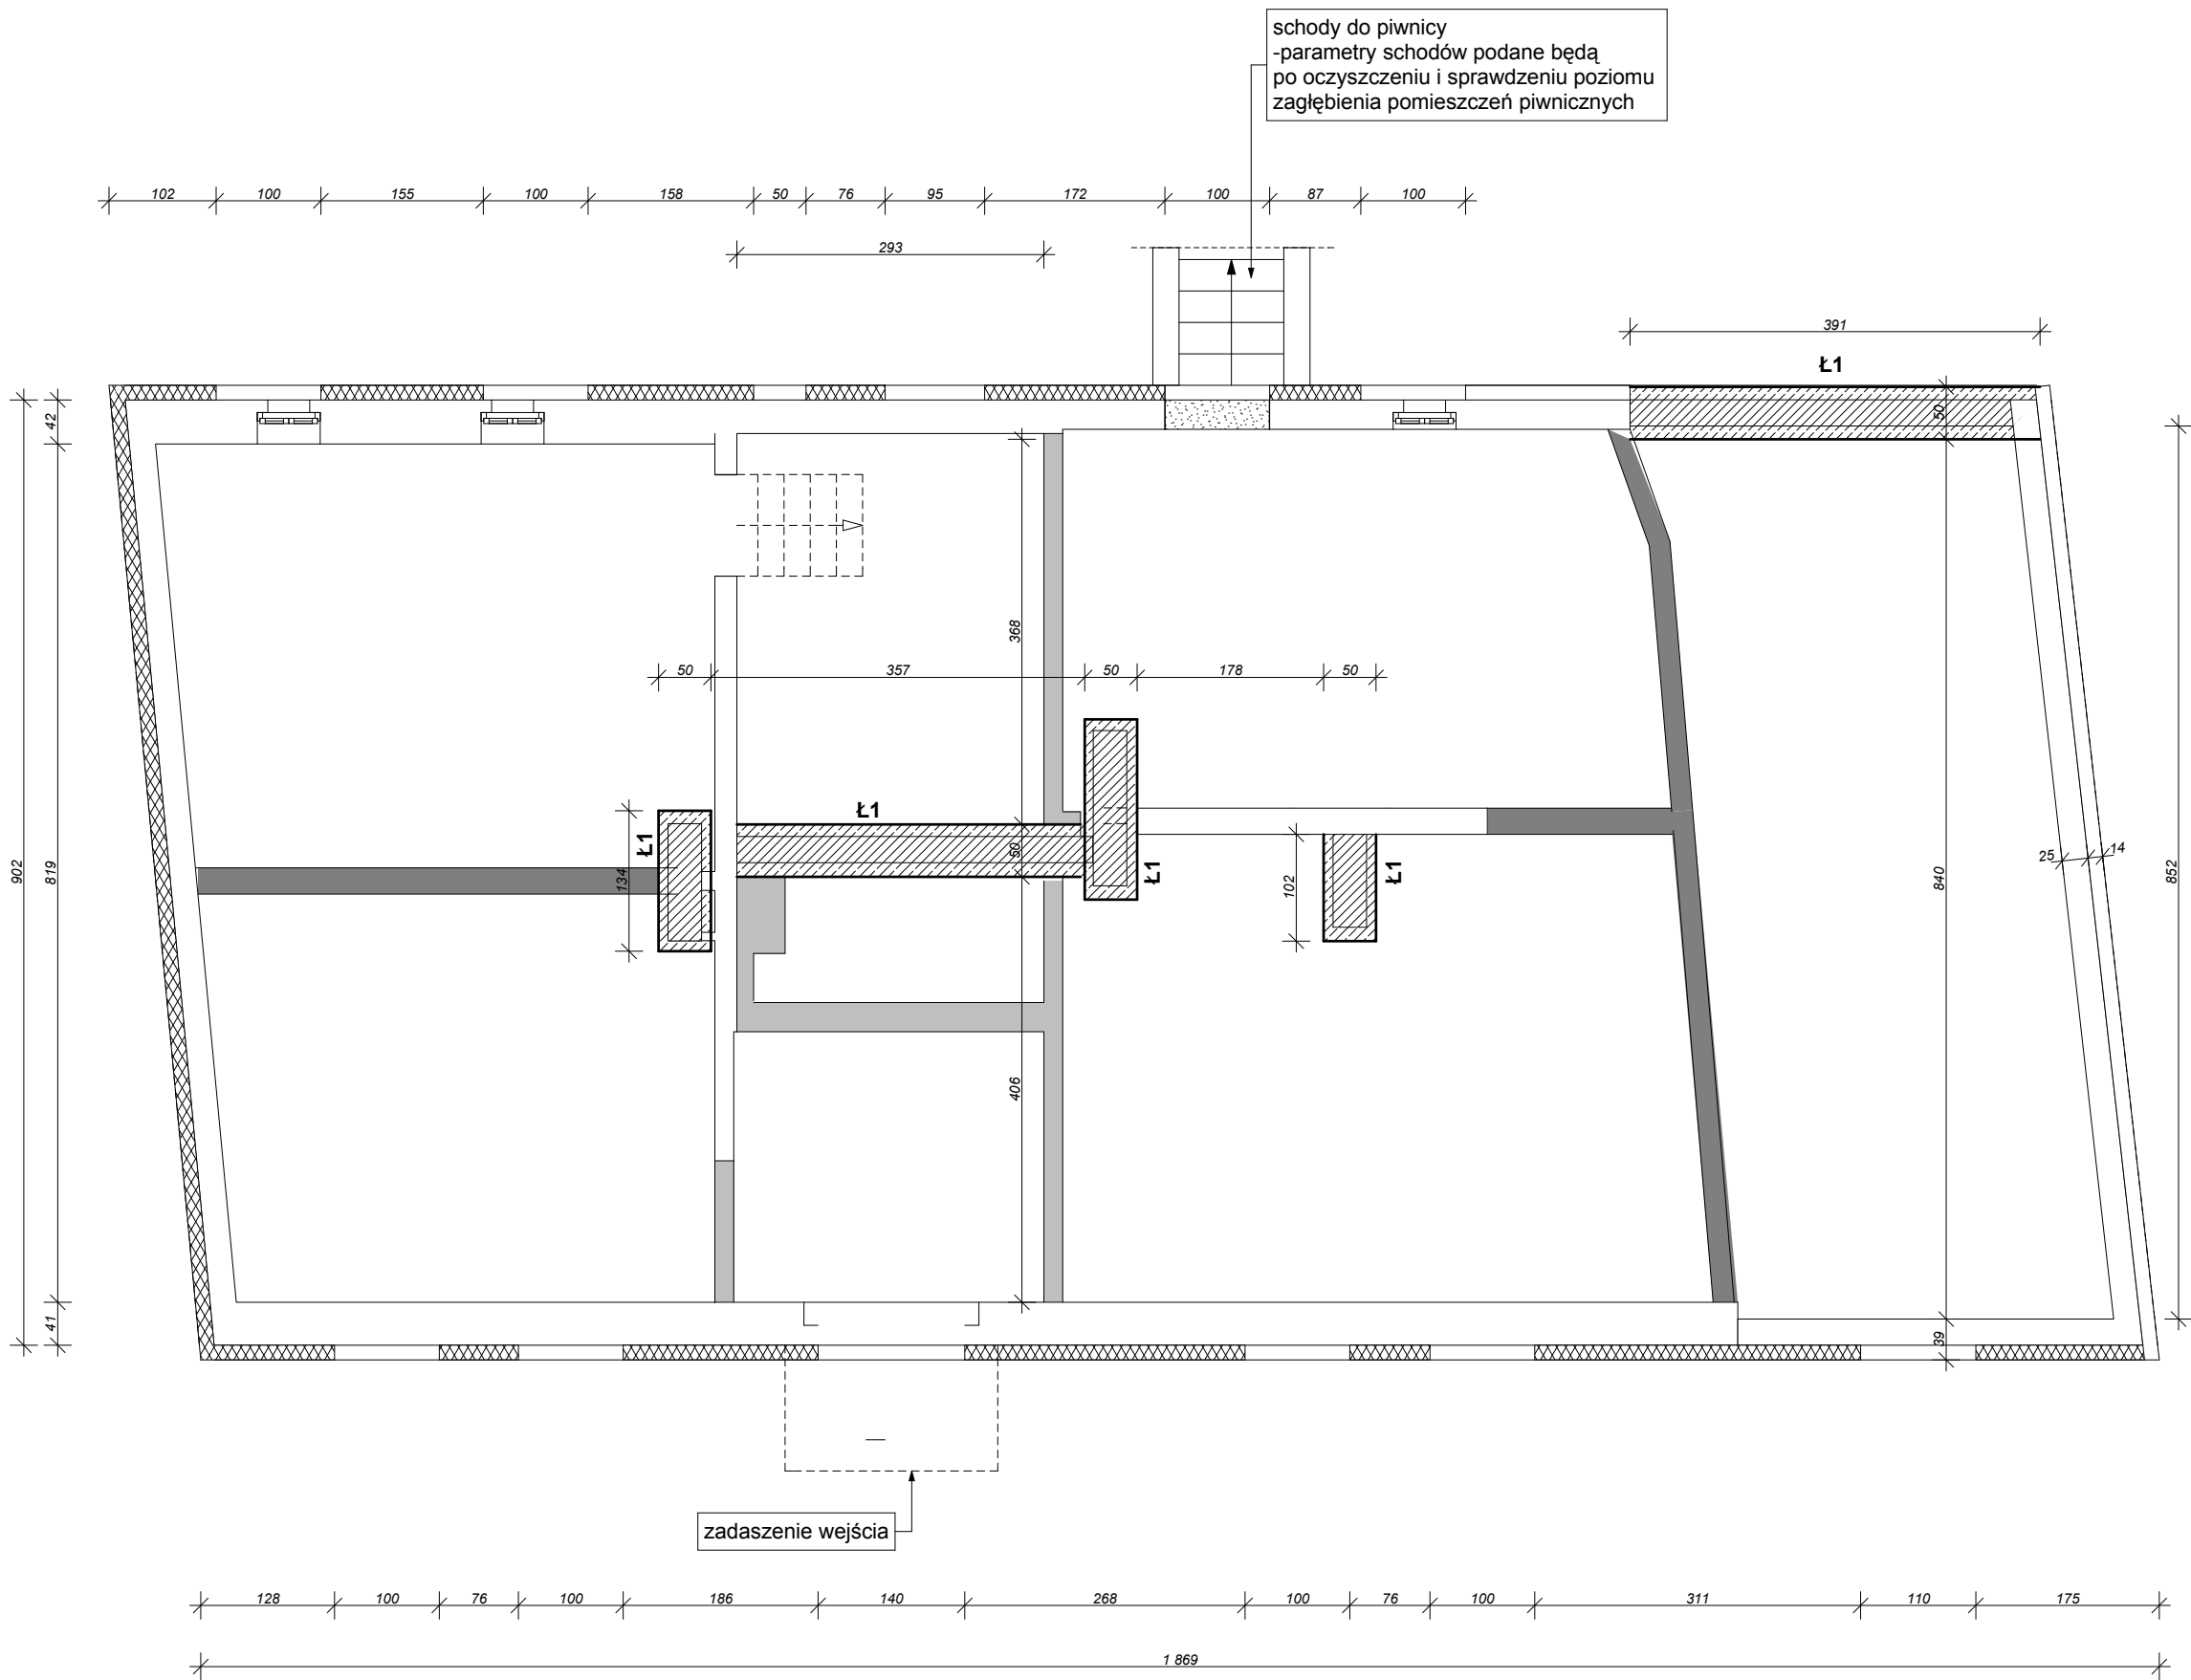 schody do piwnicy
-parametry schodów podane będą
po oczyszczeniu i sprawdzeniu poziomu
zagłębienia pomieszczeń piwnicznych
102 100 155 100 158 50 76 95 172 100 87 100
293
391
Ł1
42
50
368
50 357 50 178 50
Ł1
Ł1
134
50
Ł1
102
Ł1
25 14
902
819
840
852
406
41
39
zadaszenie wejścia
128 100 76 100 186 140 268 100 76 100 311 110 175
1 869